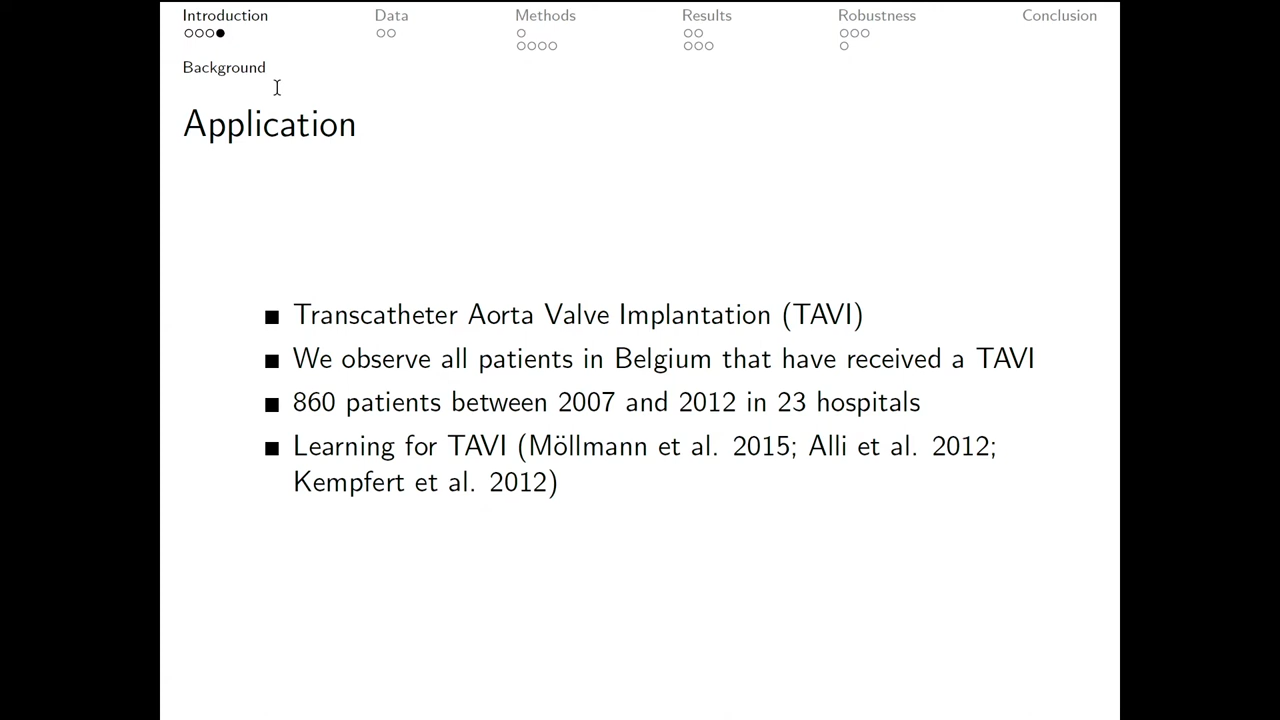 Introduction Data Methods Results Robustness Conclusion
Background
Application
Transcatheter Aorta Valve Implantation (TAVI)
We observe all patients in Belgium that have received a TAVI
860 patients between 2007 and 2012 in 23 hospitals
Learning for TAVI (Möllmann et al. 2015; Alli et al. 2012;
Kempfert et al. 2012)